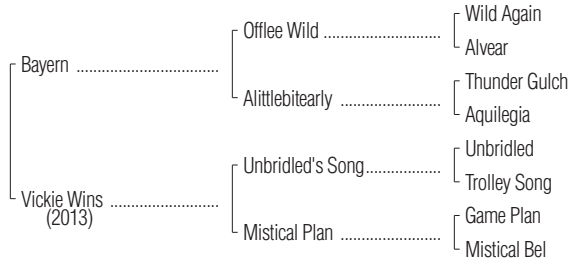 Wild Again
Offlee Wild ..............................
Alvear
Bayern ....................................
Thunder Gulch
Alittlebitearly ..........................
Aquilegia
Unbridled
Unbridled's Song...................
Trolley Song
Vickie Wins ...........................
(2013)
Game Plan
Mistical Plan .........................
Mistical Bel